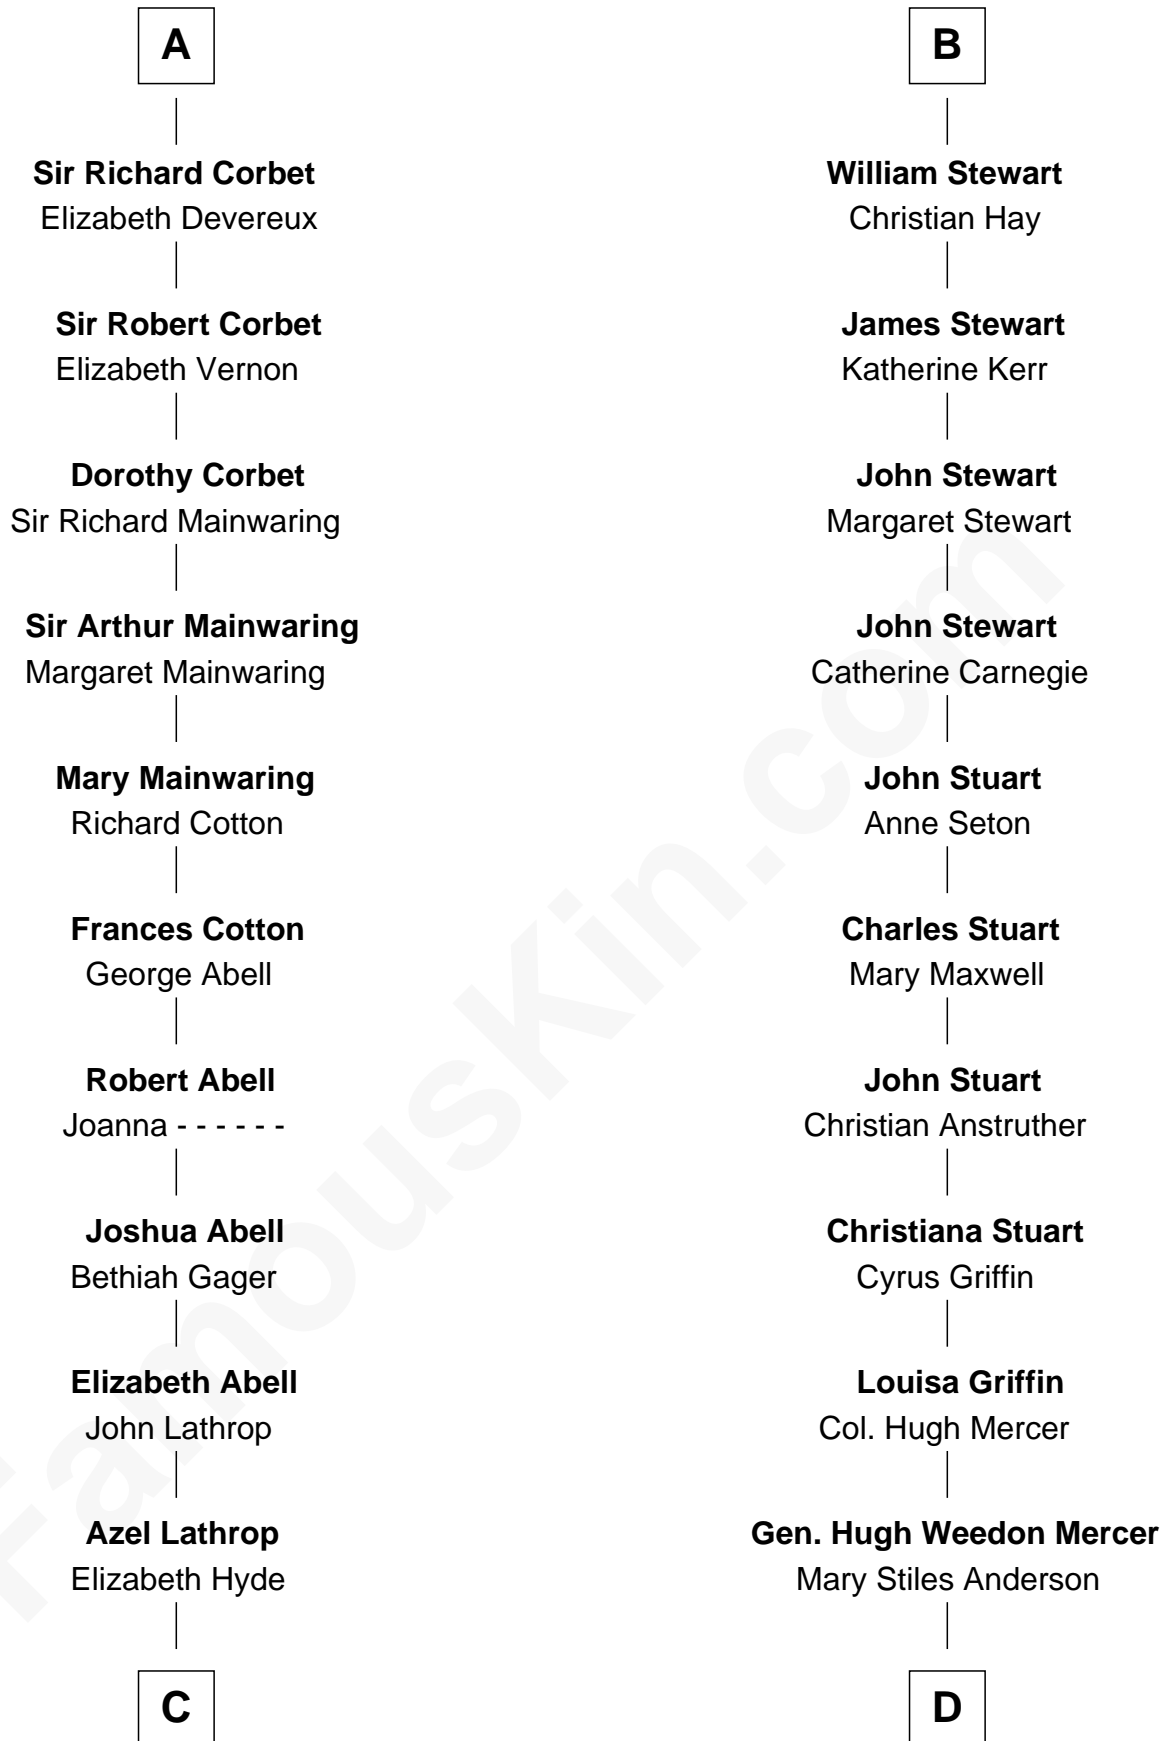 A
Sir Richard Corbet
Elizabeth Devereux
Sir Robert Corbet
Elizabeth Vernon
Dorothy Corbet
Sir Richard Mainwaring
Sir Arthur Mainwaring
Margaret Mainwaring
Mary Mainwaring
Richard Cotton
Frances Cotton
George Abell
Robert Abell
Joanna - - - - - -
Joshua Abell
Bethiah Gager
Elizabeth Abell
John Lathrop
Azel Lathrop
Elizabeth Hyde
C
B
William Stewart
Christian Hay
James Stewart
Katherine Kerr
John Stewart
Margaret Stewart
John Stewart
Catherine Carnegie
John Stuart
Anne Seton
Charles Stuart
Mary Maxwell
John Stuart
Christian Anstruther
Christiana Stuart
Cyrus Griffin
Louisa Griffin
Col. Hugh Mercer
Gen. Hugh Weedon Mercer
Mary Stiles Anderson
D
FamousKin.com